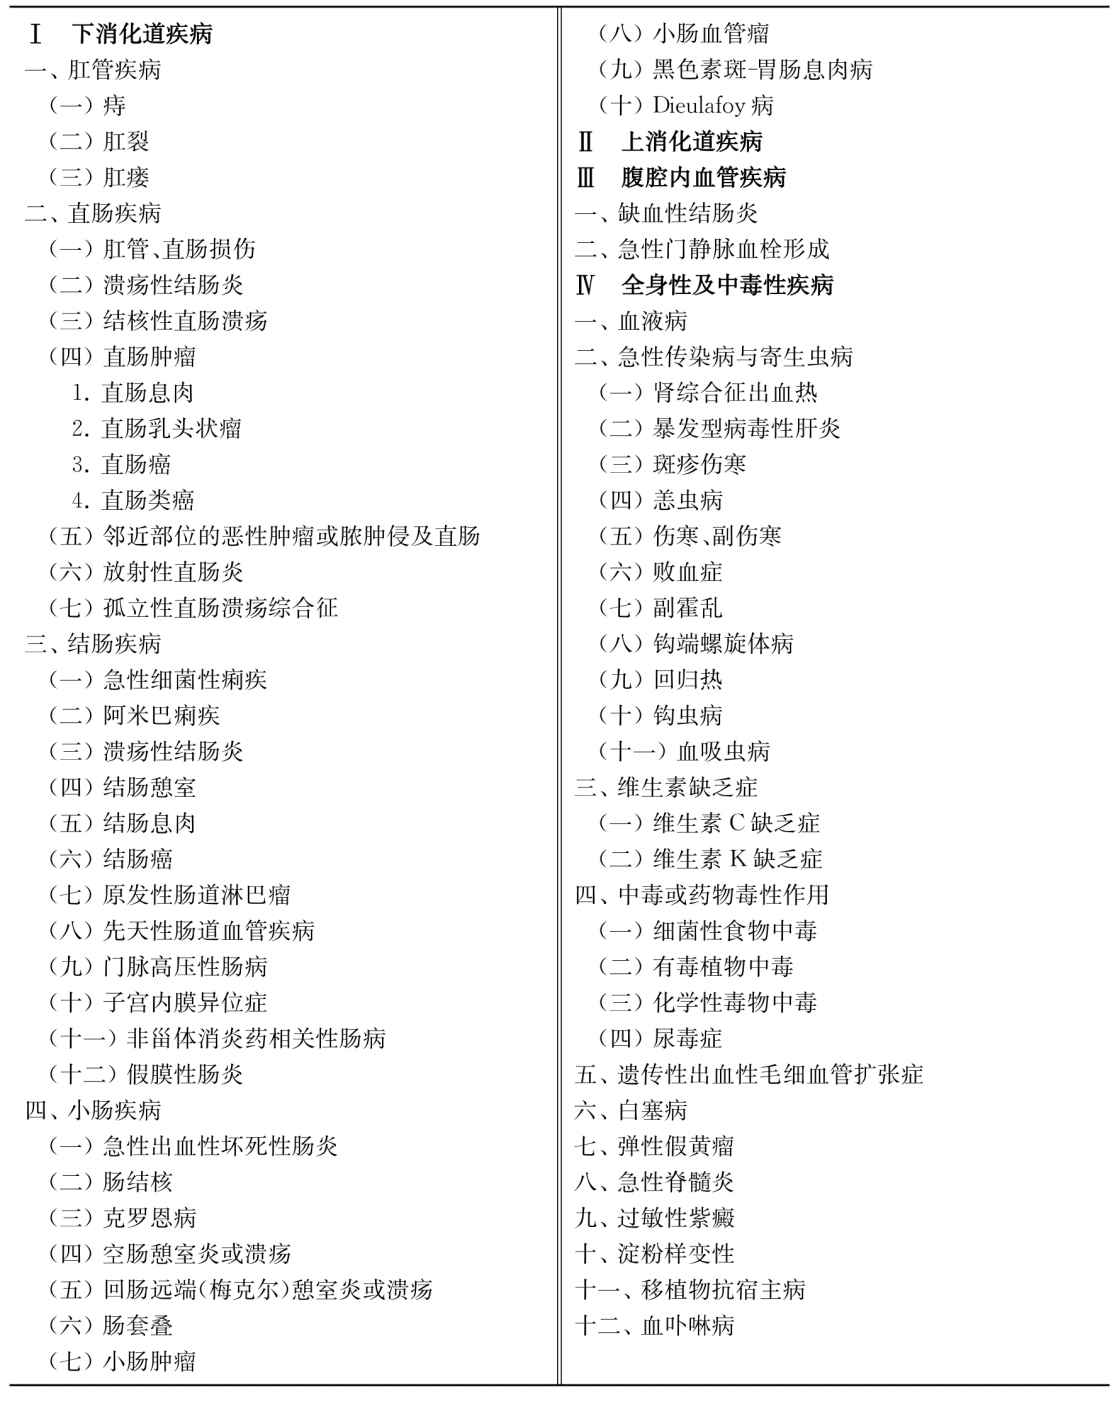 Ⅰ 下消化道疾病
一、肛管疾病
（一）痔
（二）肛裂
（三）肛瘘
二、直肠疾病
（一）肛管、直肠损伤
（二）溃疡性结肠炎
（三）结核性直肠溃疡
（四）直肠肿瘤
1. 直肠息肉
2. 直肠乳头状瘤
3. 直肠癌
4. 直肠类癌
（五）邻近部位的恶性肿瘤或脓肿侵及直肠
（六）放射性直肠炎
（七）孤立性直肠溃疡综合征
三、结肠疾病
（一）急性细菌性痢疾
（二）阿米巴痢疾
（三）溃疡性结肠炎
（四）结肠憩室
（五）结肠息肉
（六）结肠癌
（七）原发性肠道淋巴瘤
（八）先天性肠道血管疾病
（九）门脉高压性肠病
（十）子宫内膜异位症
（十一）非甾体消炎药相关性肠病
（十二）假膜性肠炎
四、小肠疾病
（一）急性出血性坏死性肠炎
（二）肠结核
（三）克罗恩病
（四）空肠憩室炎或溃疡
（五）回肠远端(梅克尔)憩室炎或溃疡
（六）肠套叠
（七）小肠肿瘤
（八）小肠血管瘤
（九）黑色素斑-胃肠息肉病
（十）Dieulafoy 病
Ⅱ 上消化道疾病
Ⅲ 腹腔内血管疾病
一、缺血性结肠炎
二、急性门静脉血栓形成
Ⅳ 全身性及中毒性疾病
一、血液病
二、急性传染病与寄生虫病
（一）肾综合征出血热
（二）暴发型病毒性肝炎
（三）斑疹伤寒
（四）恙虫病
（五）伤寒、副伤寒
（六）败血症
（七）副霍乱
（八）钩端螺旋体病
（九）回归热
（十）钩虫病
（十一）血吸虫病
三、维生素缺乏症
（一）维生素 C 缺乏症
（二）维生素 K 缺乏症
四、中毒或药物毒性作用
（一）细菌性食物中毒
（二）有毒植物中毒
（三）化学性毒物中毒
（四）尿毒症
五、遗传性出血性毛细血管扩张症
六、白塞病
七、弹性假黄瘤
八、急性脊髓炎
九、过敏性紫癜
十、淀粉样变性
十一、移植物抗宿主病
十二、血卟啉病